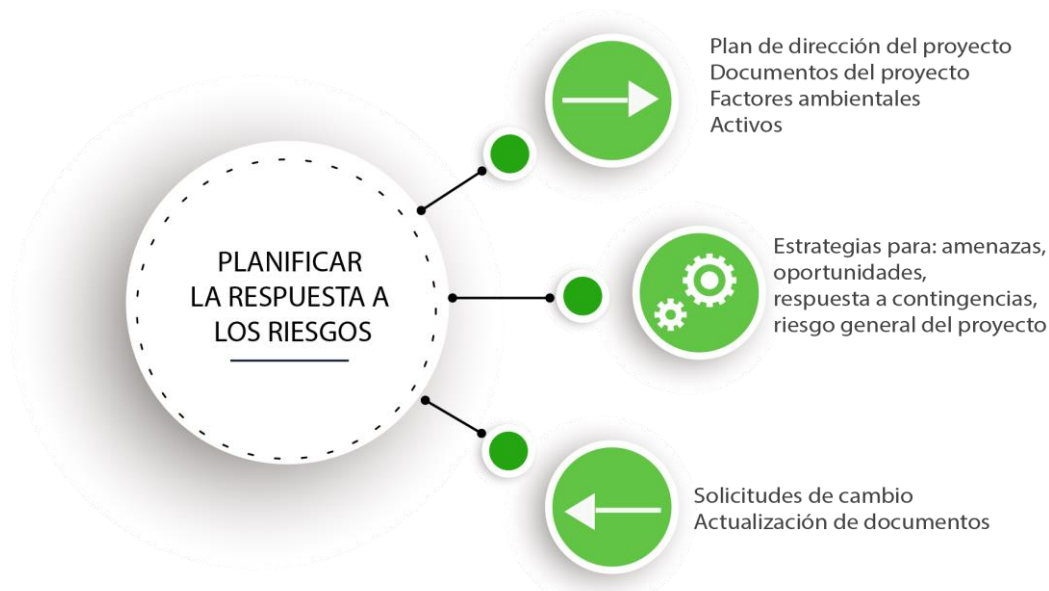 PLANIFICAR
LA RESPUESTA A
LOS RIESGOS
Plan de dirección del proyecto
Documentos del proyecto
Factores ambientales
Activos
Estrategias para: amenazas,
oportunidades,
respuesta a contingencias,
riesgo general del proyecto
Solicitudes de cambio
Actualización de documentos